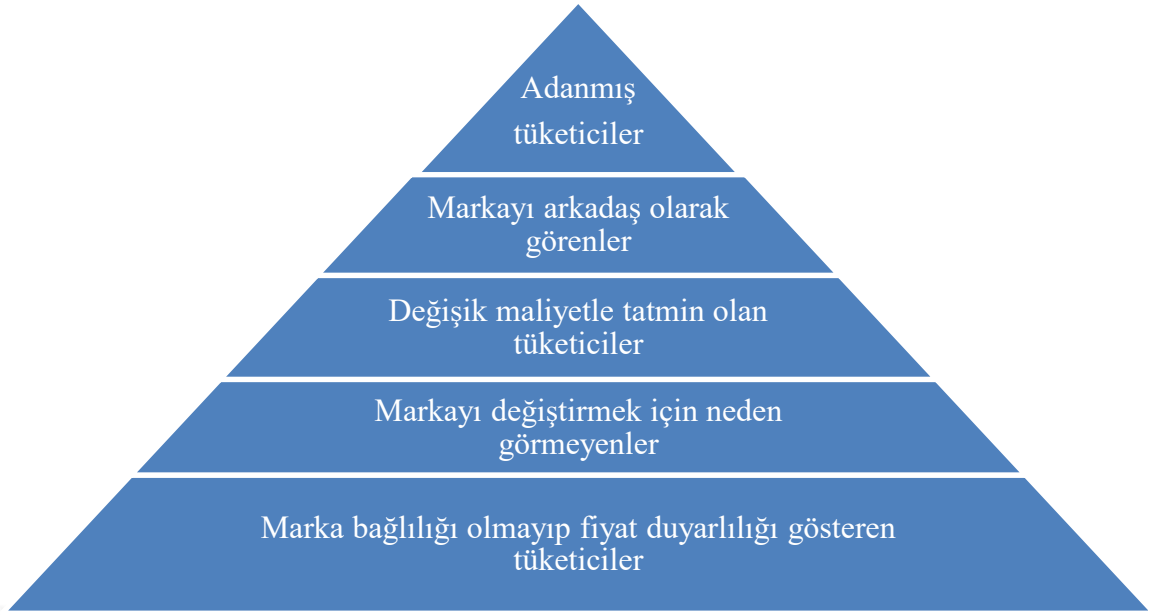 Adanmış
tüketiciler
Markayı arkadaş olarak
görenler
Değişik maliyetle tatmin olan
tüketiciler
Markayı değiştirmek için neden
görmeyenler
Marka bağlılığı olmayıp fiyat duyarlılığı gösteren
tüketiciler